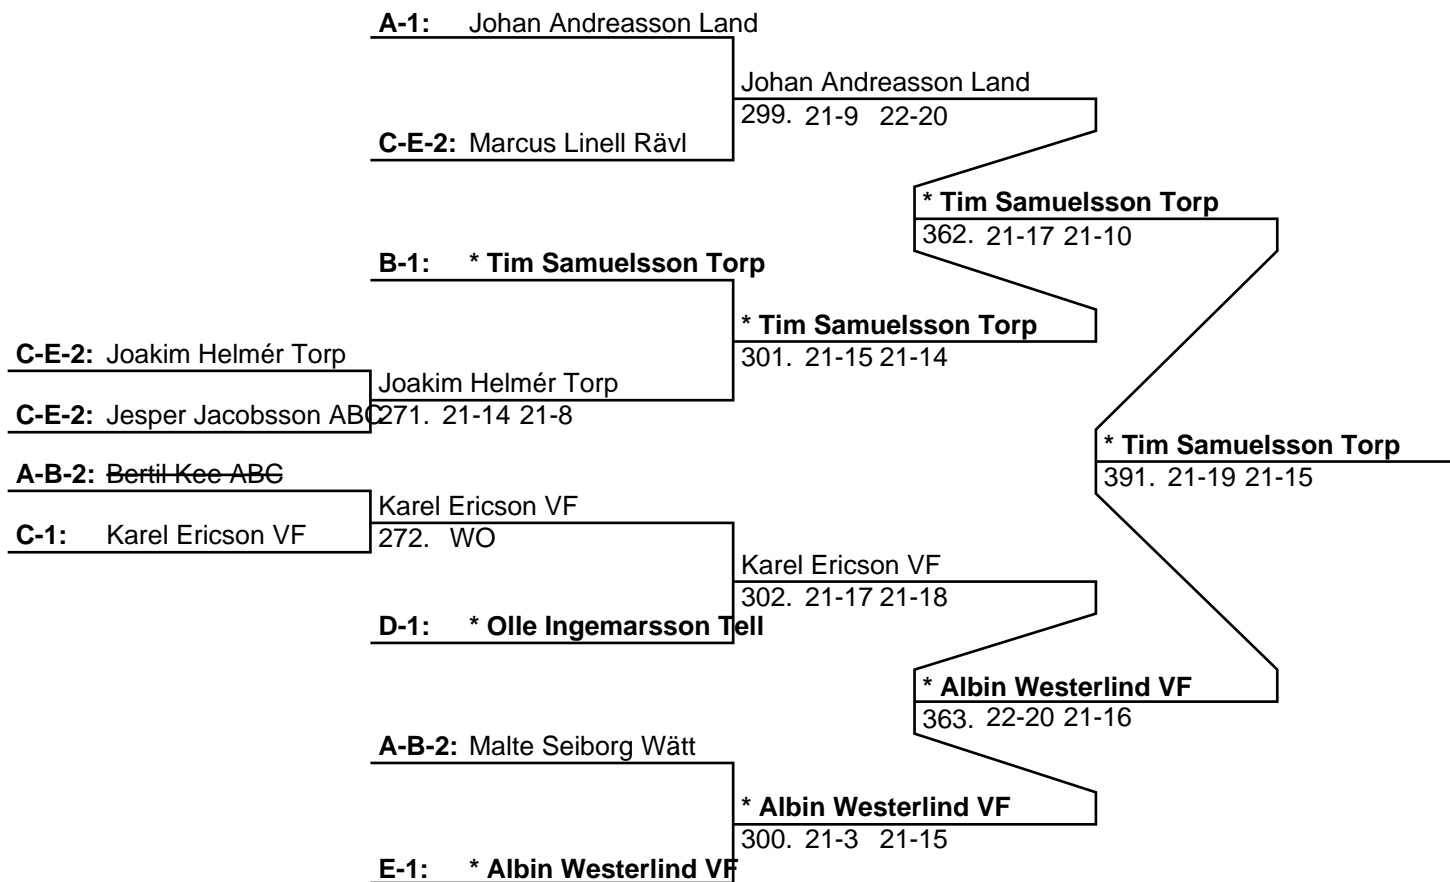 A-1: Johan Andreasson Land
Johan Andreasson Land
299. 21-9 22-20
C-E-2: Marcus Linell Rävl
* Tim Samuelsson Torp
362. 21-17 21-10
B-1: * Tim Samuelsson Torp
* Tim Samuelsson Torp
301. 21-15 21-14
C-E-2: Joakim Helmér Torp
Joakim Helmér Torp
271. 21-14 21-8
C-E-2: Jesper Jacobsson ABC
* Tim Samuelsson Torp
391. 21-19 21-15
A-B-2: Bertil Kee ABC
Karel Ericson VF
272. WO
C-1: Karel Ericson VF
Karel Ericson VF
302. 21-17 21-18
D-1: * Olle Ingemarsson Tell
* Albin Westerlind VF
363. 22-20 21-16
A-B-2: Malte Seiborg Wätt
* Albin Westerlind VF
300. 21-3 21-15
E-1: * Albin Westerlind VF